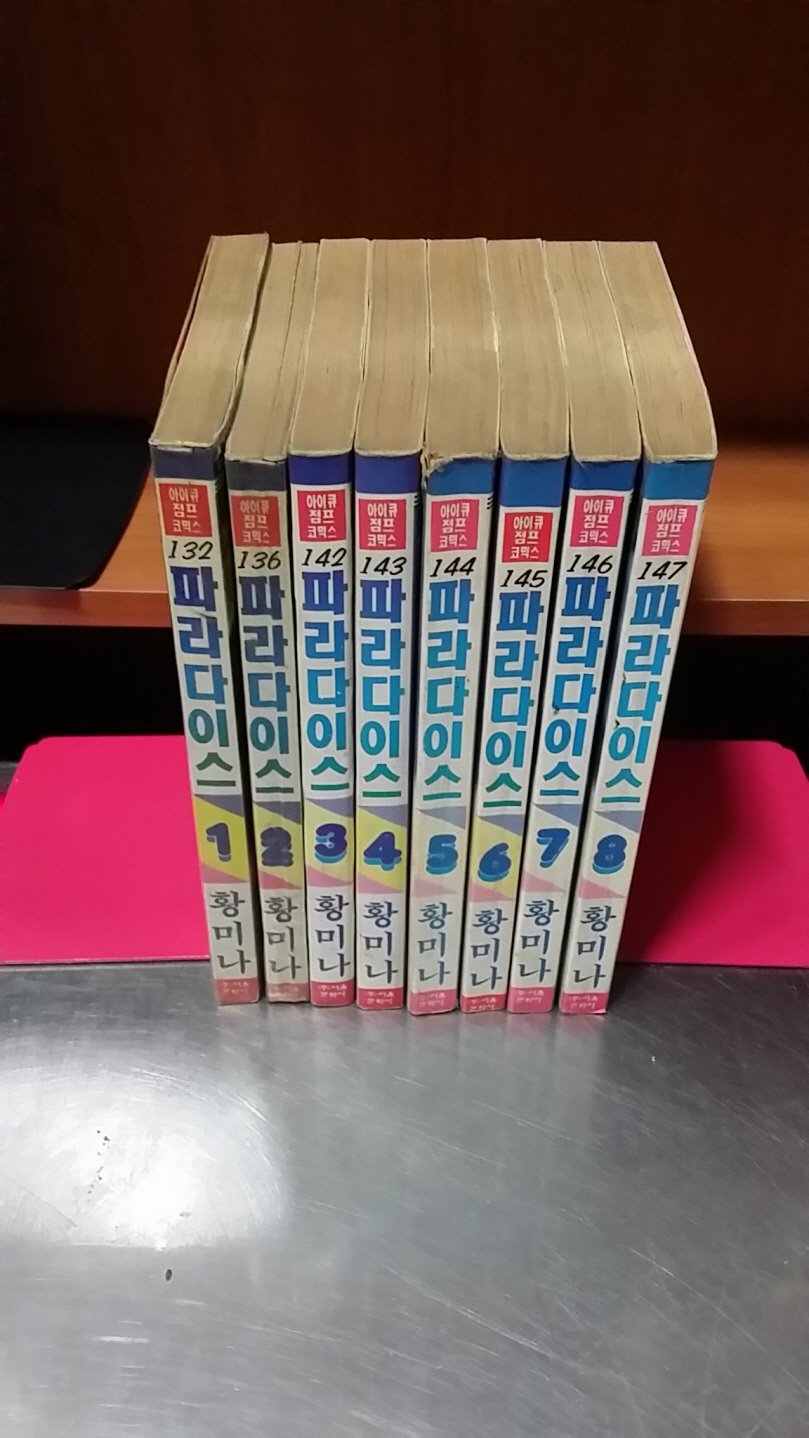 아이큐
점프
코믹스
132
파라다이스
1
황미나
아이큐
점프
코믹스
136
파라다이스
2
황미나
아이큐
점프
코믹스
142
파라다이스
3
황미나
아이큐
점프
코믹스
143
파라다이스
4
황미나
아이큐
점프
코믹스
144
파라다이스
5
황미나
아이큐
점프
코믹스
145
파라다이스
6
황미나
아이큐
점프
코믹스
146
파라다이스
7
황미나
아이큐
점프
코믹스
147
파라다이스
8
황미나